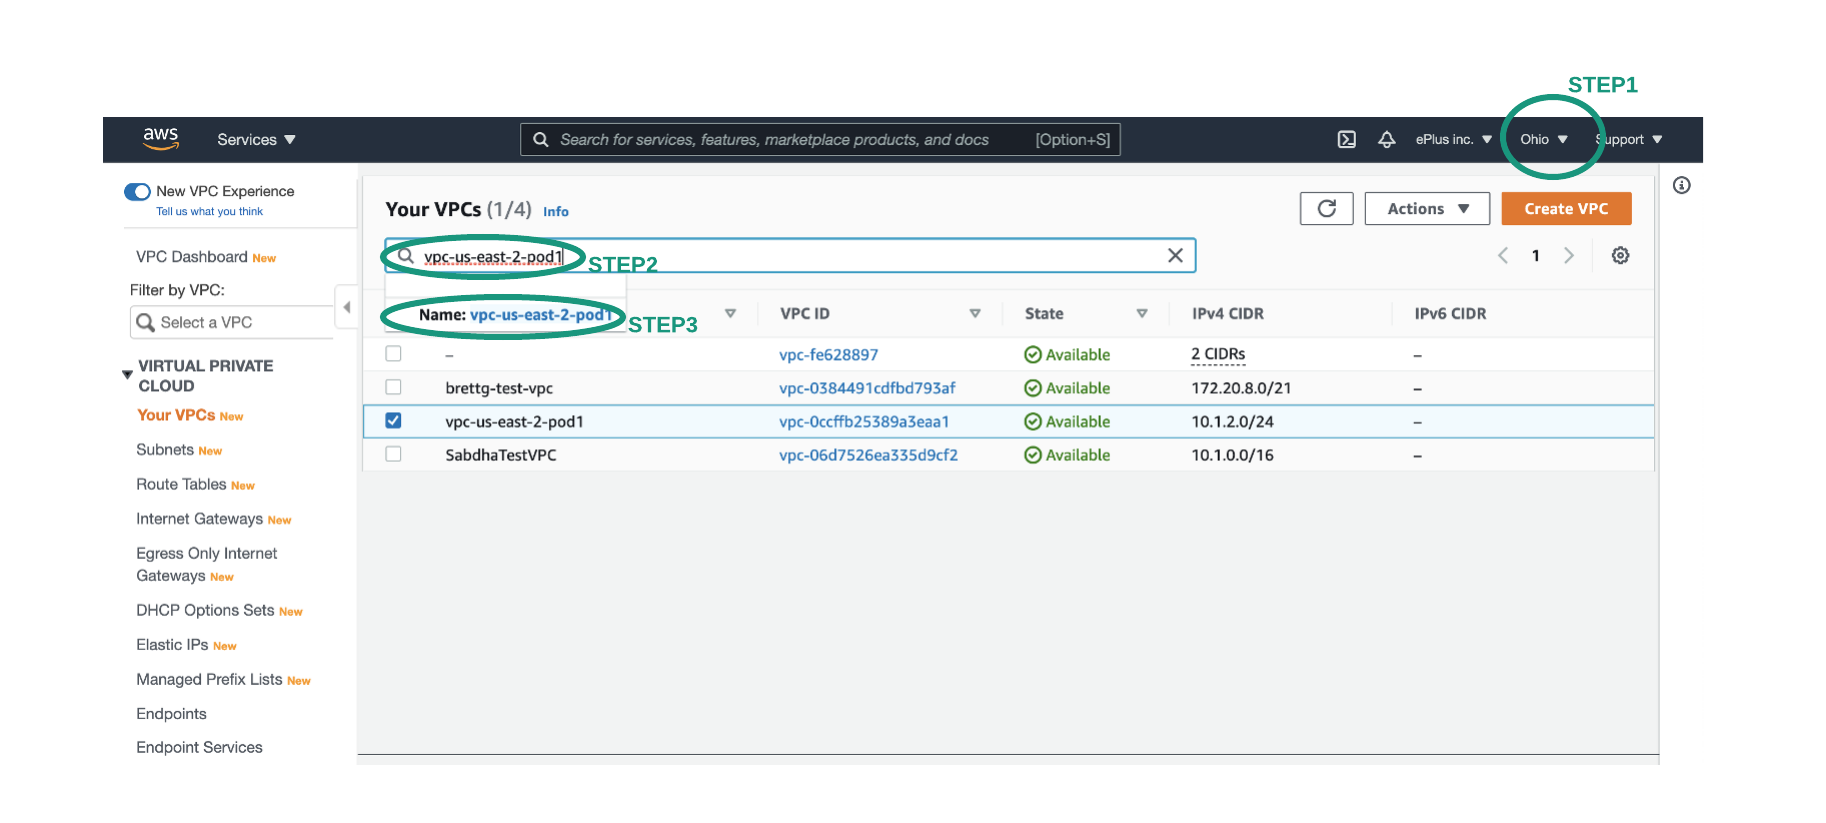 STEP1
aws
Services
Search for services, features, marketplace products, and docs [Option+S]
ePlus inc.
Ohio
Support
New VPC Experience
Tell us what you think
VPC Dashboard New
Filter by VPC:
Select a VPC
VIRTUAL PRIVATE
CLOUD
Your VPCs New
Subnets New
Route Tables New
Internet Gateways New
Egress Only Internet
Gateways New
DHCP Options Sets New
Elastic IPs New
Managed Prefix Lists New
Endpoints
Endpoint Services
Your VPCs (1/4) Info
Actions
Create VPC
vpc-us-east-2-pod1
STEP2
1
Name: vpc-us-east-2-pod1
STEP3
VPC ID State IPv4 CIDR IPv6 CIDR
– vpc-fe628897 Available 2 CIDRs –
brettg-test-vpc vpc-0384491cdfbd793af Available 172.20.8.0/21 –
vpc-us-east-2-pod1 vpc-0ccffb25389a3eaa1 Available 10.1.2.0/24 –
SabdhaTestVPC vpc-06d7526ea335d9cf2 Available 10.1.0.0/16 –